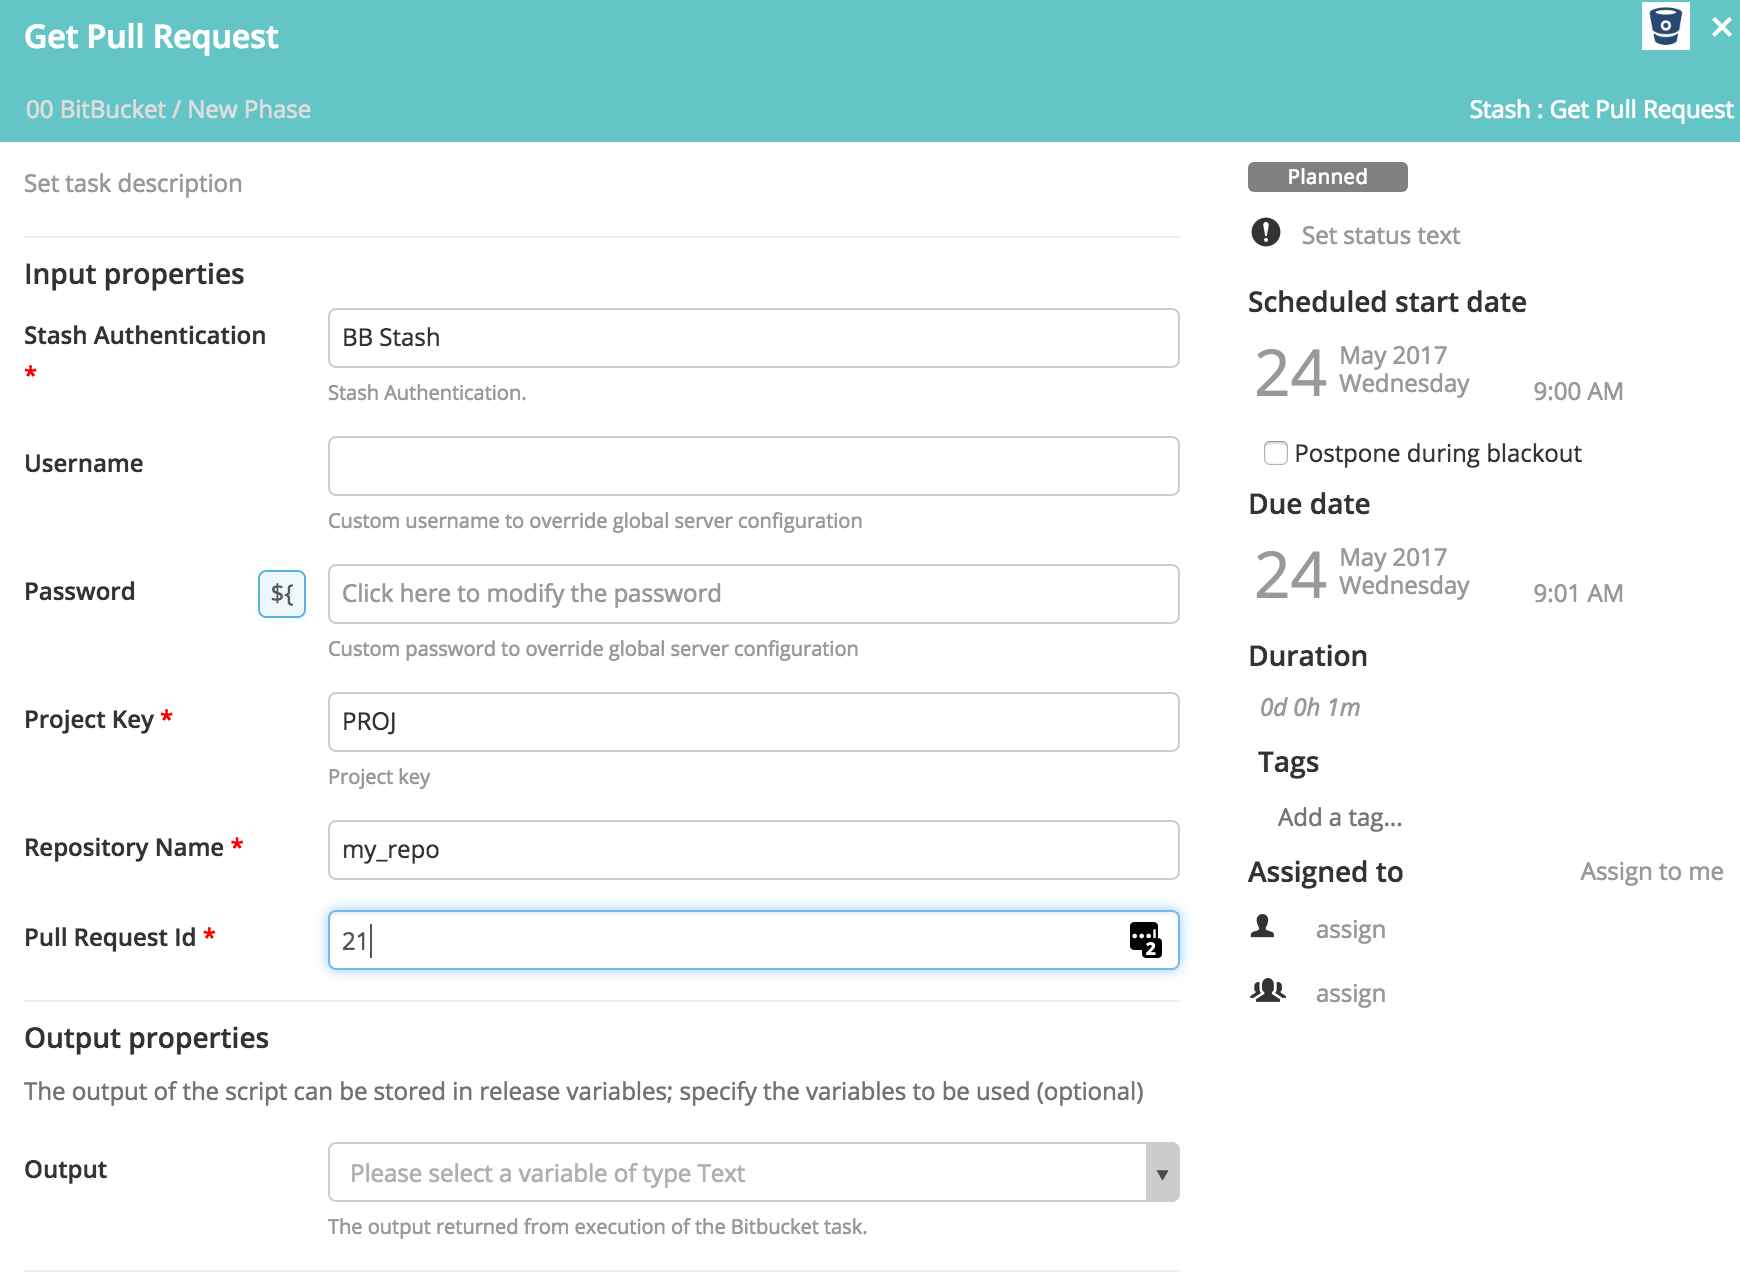 Get Pull Request
00 BitBucket / New Phase
Stash : Get Pull Request
Set task description
Input properties
Stash Authentication *
BB Stash
Stash Authentication.
Username
Custom username to override global server configuration
Password
${
Click here to modify the password
Custom password to override global server configuration
Project Key *
PROJ
Project key
Repository Name *
my_repo
Pull Request Id *
21
2
Output properties
The output of the script can be stored in release variables; specify the variables to be used (optional)
Output
Please select a variable of type Text
The output returned from execution of the Bitbucket task.
Planned
Set status text
Scheduled start date
24 May 2017
Wednesday
9:00 AM
Postpone during blackout
Due date
24 May 2017
Wednesday
9:01 AM
Duration
0d 0h 1m
Tags
Add a tag...
Assigned to
Assign to me
assign
assign